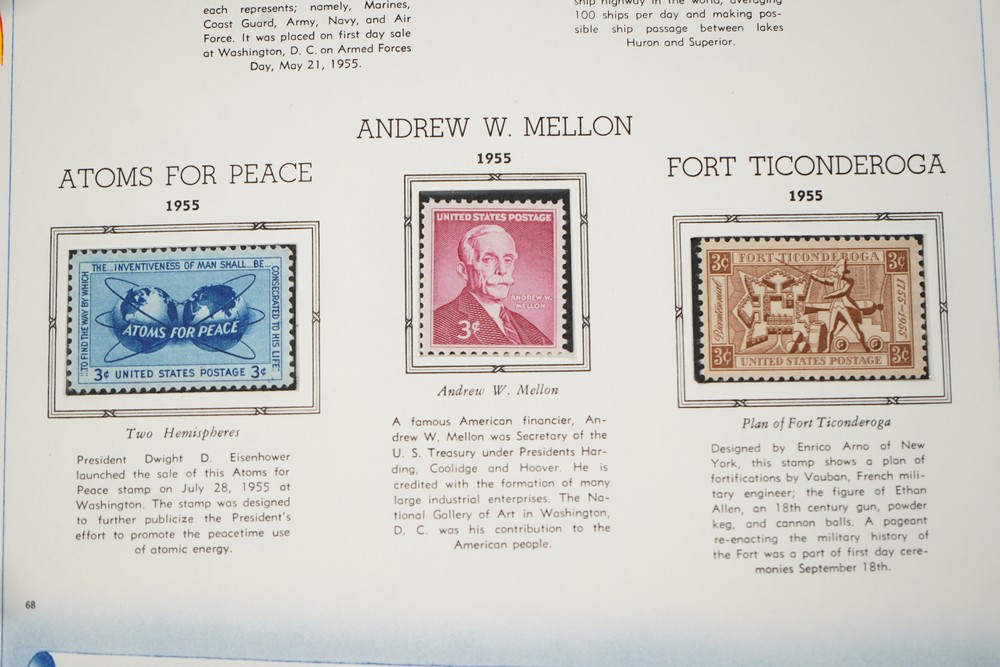 each represents; namely, Marines,
Coast Guard, Army, Navy, and Air
Force. It was placed on first day sale
at Washington, D. C. on Armed Forces
Day, May 21, 1955.
ship highway in the world, averaging
100 ships per day and making pos-
sible ship passage between lakes
Huron and Superior.
ATOMS FOR PEACE
1955
THE...INVENTIVENESS OF MAN SHALL BE
CONSECRATED TO HIS LIFE
...TO FIND THE WAY BY WHICH
ATOMS FOR PEACE
3¢ UNITED STATES POSTAGE 3¢
Two Hemispheres
President Dwight D. Eisenhower
launched the sale of this Atoms for
Peace stamp on July 28, 1955 at
Washington. The stamp was designed
to further publicize the President's
effort to promote the peacetime use
of atomic energy.
ANDREW W. MELLON
1955
UNITED STATES POSTAGE
ANDREW W.
MELLON
3¢
Andrew W. Mellon
A famous American financier, An-
drew W. Mellon was Secretary of the
U. S. Treasury under Presidents Har-
ding, Coolidge and Hoover. He is
credited with the formation of many
large industrial enterprises. The Na-
tional Gallery of Art in Washington,
D. C. was his contribution to the
American people.
FORT TICONDEROGA
1955
3¢ FORT TICONDEROGA 3¢
Bicentennial
1755-1955
3¢ UNITED STATES POSTAGE 3¢
Plan of Fort Ticonderoga
Designed by Enrico Arno of New
York, this stamp shows a plan of
fortifications by Vauban, French mili-
tary engineer; the figure of Ethan
Allen, an 18th century gun, powder
keg, and cannon balls. A pageant
re-enacting the military history of
the Fort was a part of first day cere-
monies September 18th.
68